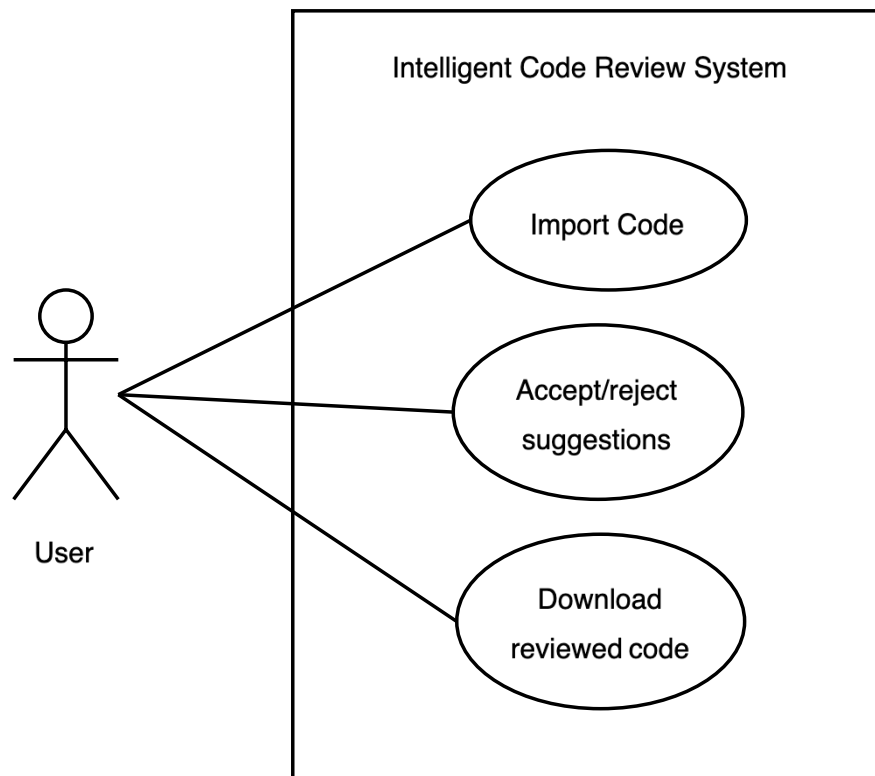 Intelligent Code Review System
Import Code
Accept/reject
suggestions
User
Download
reviewed code